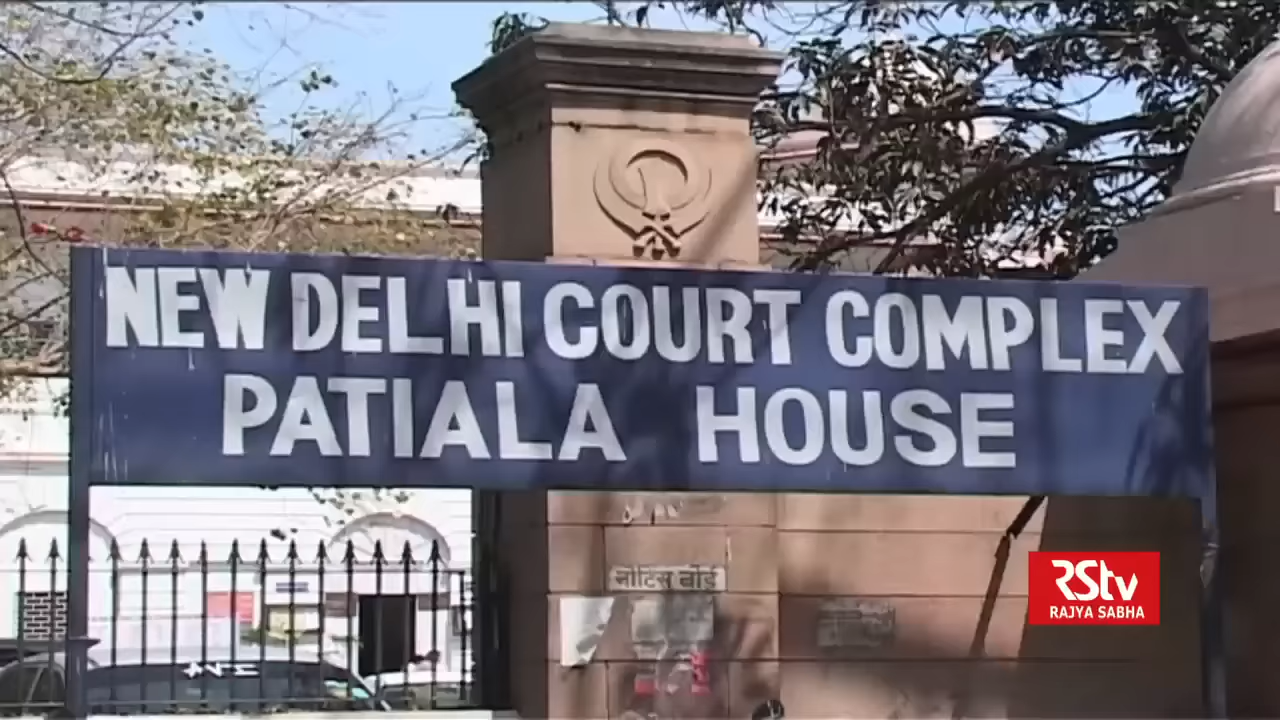 NEW DELHI COURT COMPLEX
PATIALA HOUSE
नोटिस बोर्ड
RStv
RAJYA SABHA